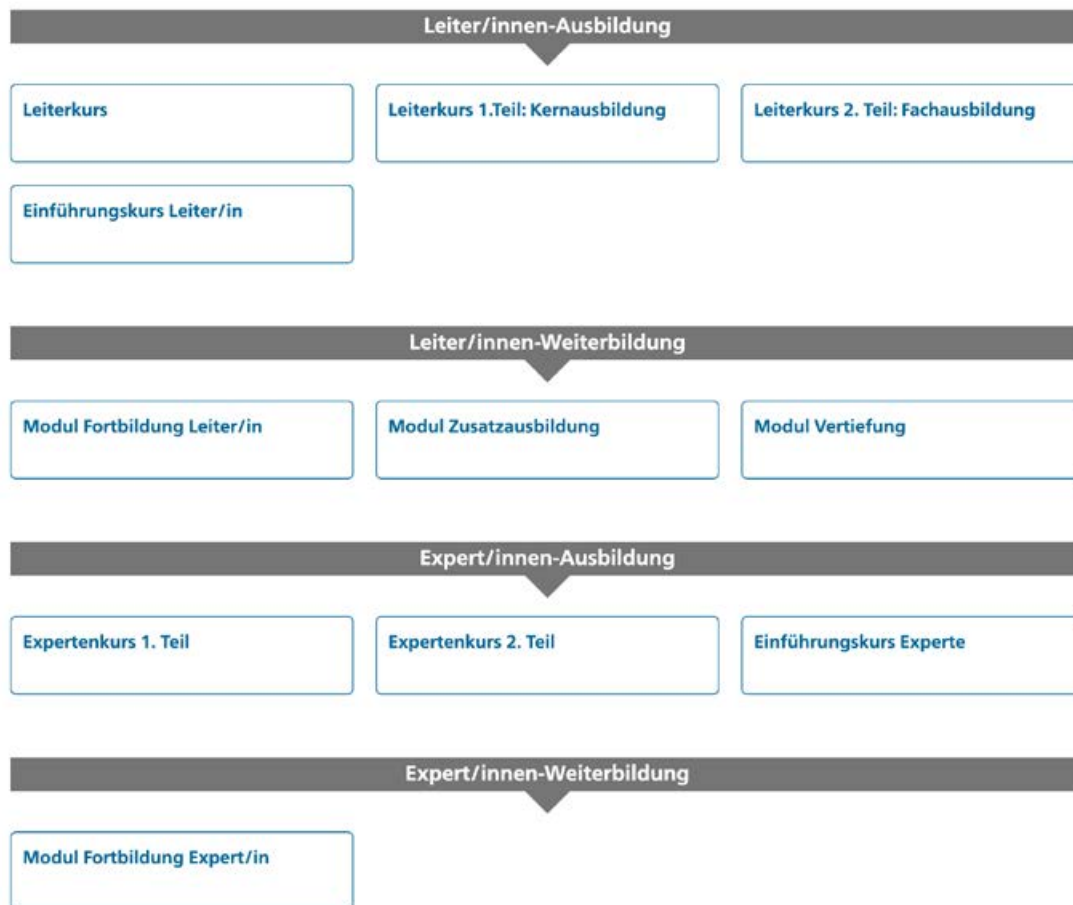 Leiter/innen-Ausbildung
Leiterkurs
Leiterkurs 1.Teil: Kernausbildung
Leiterkurs 2. Teil: Fachausbildung
Einführungskurs Leiter/in
Leiter/innen-Weiterbildung
Modul Fortbildung Leiter/in
Modul Zusatzausbildung
Modul Vertiefung
Expert/innen-Ausbildung
Expertenkurs 1. Teil
Expertenkurs 2. Teil
Einführungskurs Experte
Expert/innen-Weiterbildung
Modul Fortbildung Expert/in